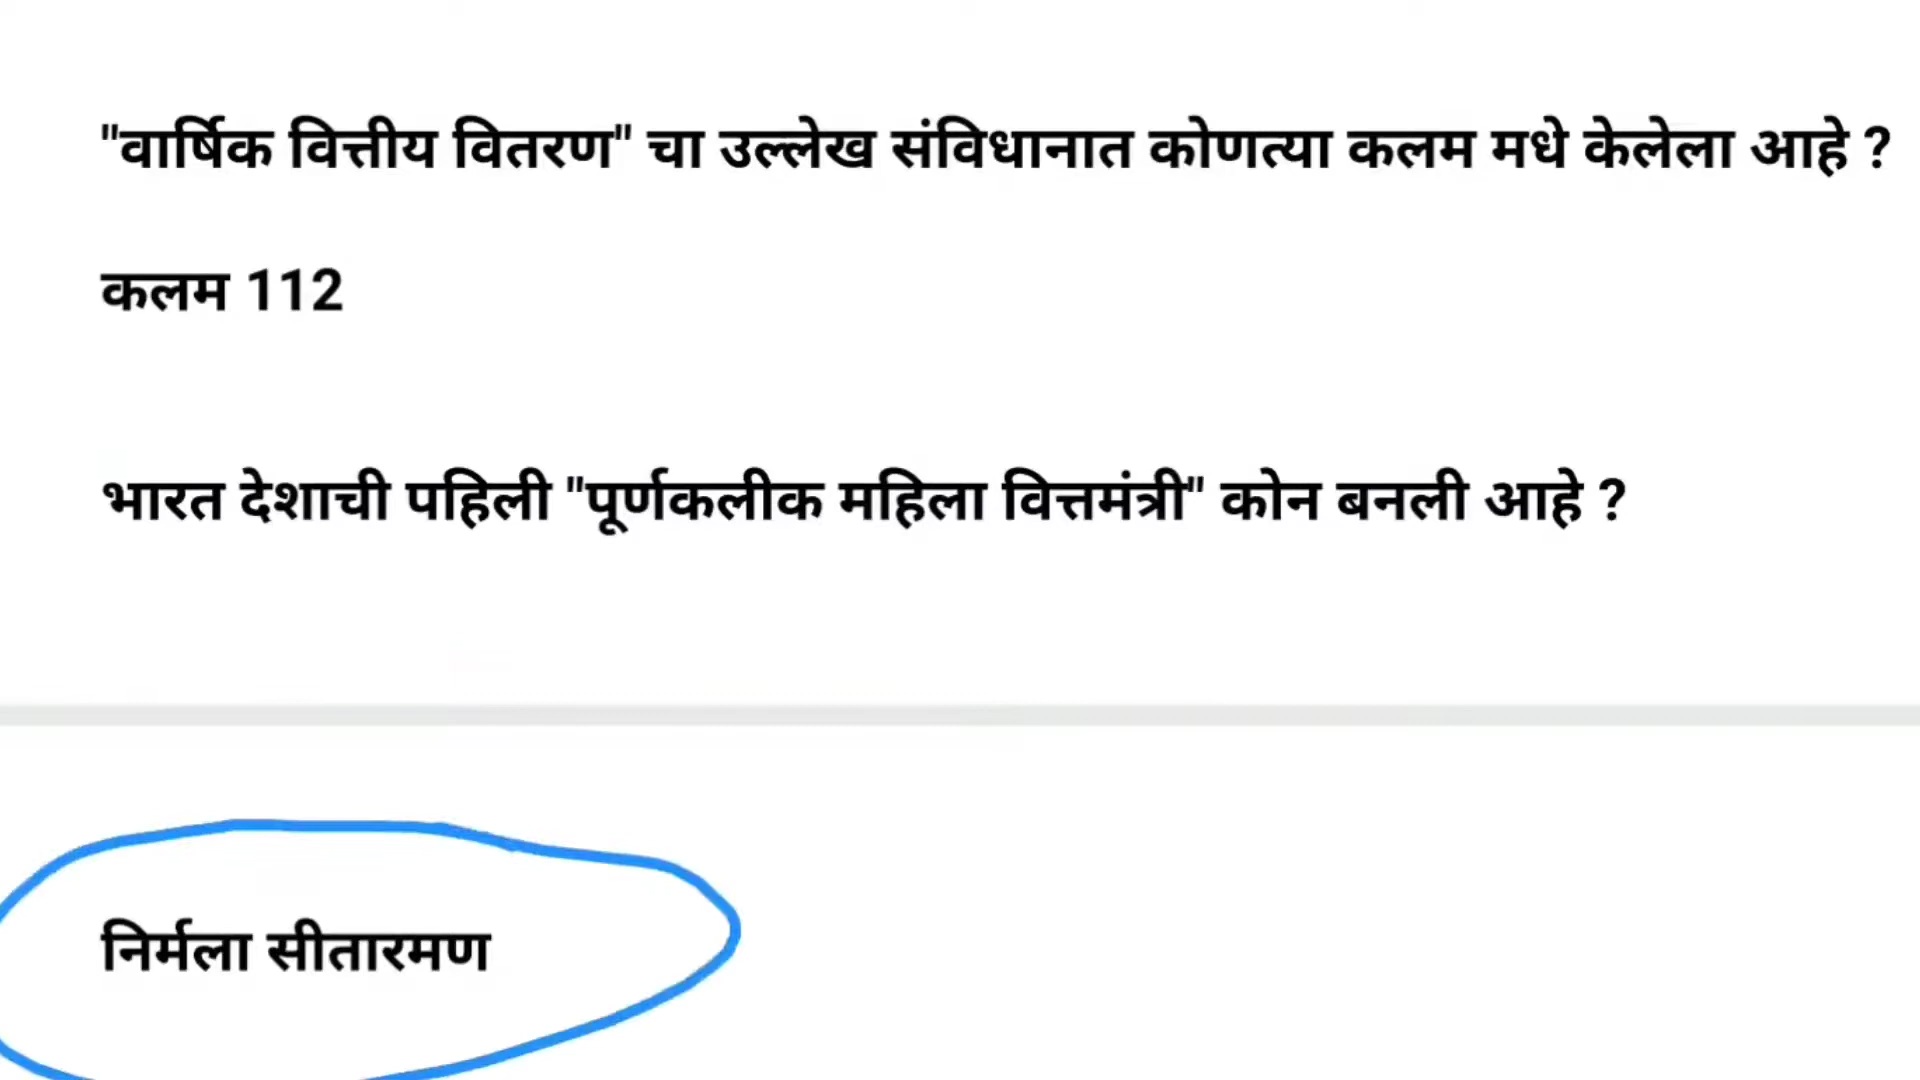 "वार्षिक वित्तीय वितरण" चा उल्लेख संविधानात कोणत्या कलम मधे केलेला आहे ?
कलम 112
भारत देशाची पहिली "पूर्णकलीक महिला वित्तमंत्री" कोन बनली आहे ?
निर्मला सीतारमण